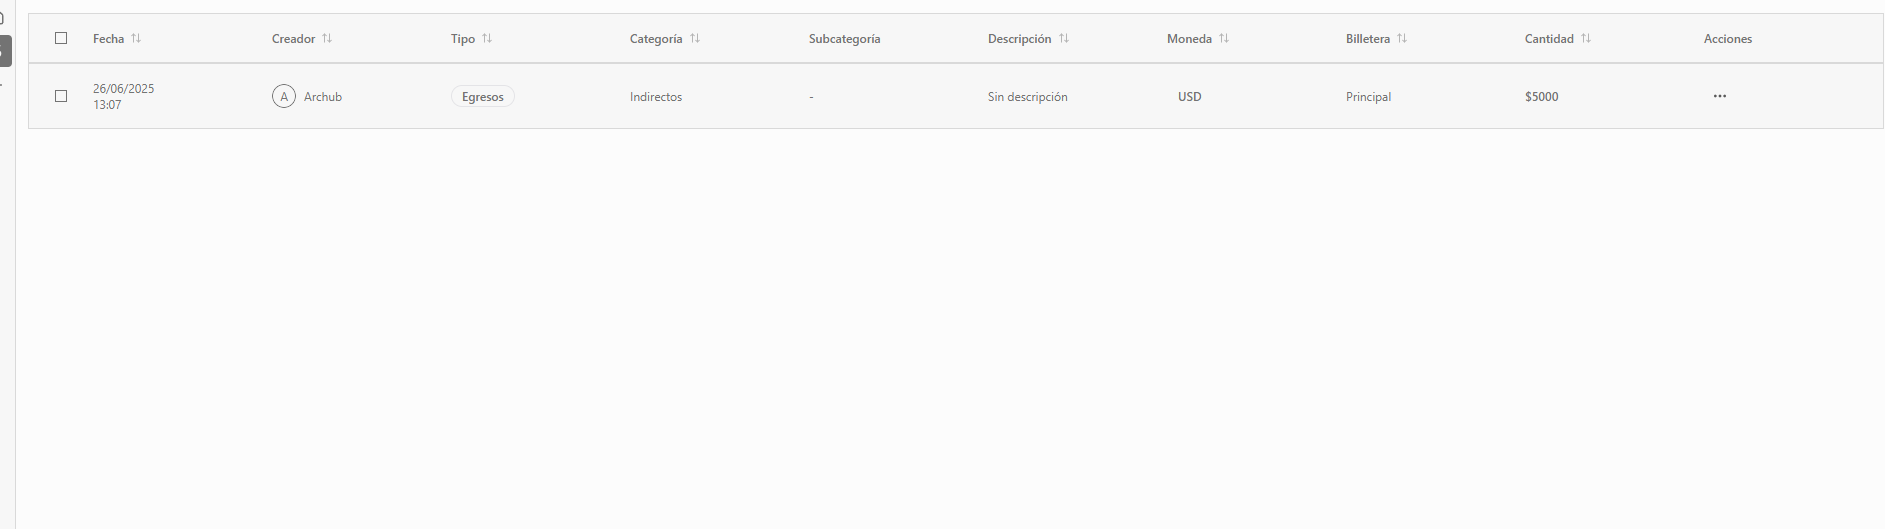 Fecha Creador Tipo Categoría Subcategoría Descripción Moneda Billetera Cantidad Acciones
26/06/2025
13:07
A Archub Egresos Indirectos - Sin descripción USD Principal $5000 ···